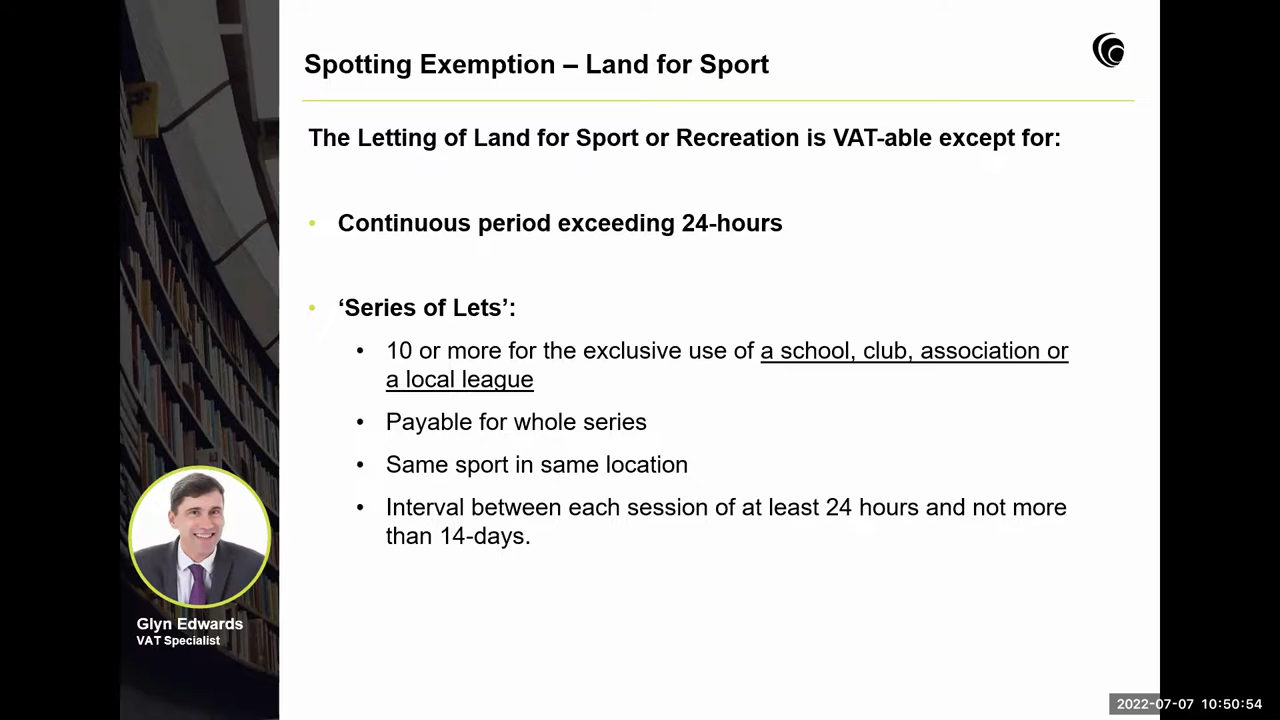 Spotting Exemption – Land for Sport
The Letting of Land for Sport or Recreation is VAT-able except for:
• Continuous period exceeding 24-hours
• ‘Series of Lets’:
• 10 or more for the exclusive use of a school, club, association or
a local league
• Payable for whole series
• Same sport in same location
• Interval between each session of at least 24 hours and not more
than 14-days.
Glyn Edwards
VAT Specialist
2022-07-07 10:50:54